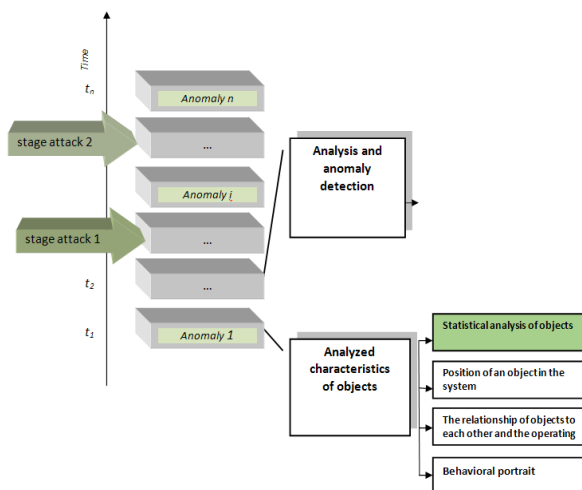 Time
tn
Anomaly n
stage attack 2
...
Analysis and
anomaly
detection
Anomaly i
stage attack 1
...
t2
...
t1
Anomaly 1
Analyzed
characteristics
of objects
Statistical analysis of objects
Position of an object in the
system
The relationship of objects to
each other and the operating
Behavioral portrait